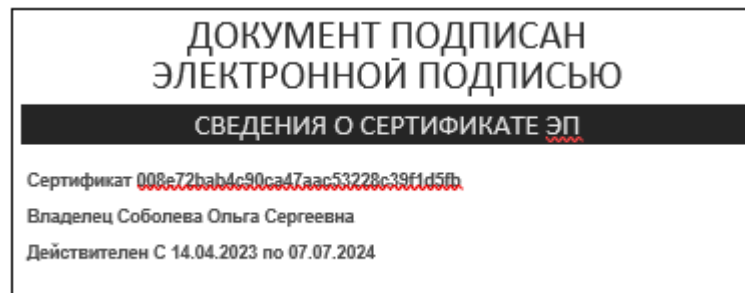 ДОКУМЕНТ ПОДПИСАН
ЭЛЕКТРОННОЙ ПОДПИСЬЮ
СВЕДЕНИЯ О СЕРТИФИКАТЕ ЭП
Сертификат 008e72bab4c90ca47aac53228c39f1d5fb
Владелец Соболева Ольга Сергеевна
Действителен С 14.04.2023 по 07.07.2024